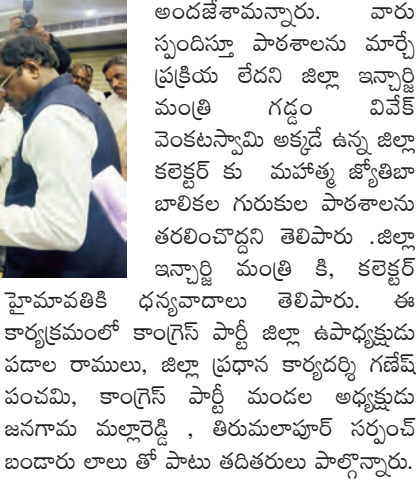 అందజేశామన్నారు. వారు
స్పందిస్తూ పాఠశాలను మార్చే
ప్రక్రియ లేదని జిల్లా ఇన్చార్జి
మంత్రి గడ్డం వివేక్
వెంకటస్వామి అక్కడే ఉన్న జిల్లా
కలెక్టర్ కు మహాత్మ జ్యోతిబా
బాలికల గురుకుల పాఠశాలను
తరలించొద్దని తెలిపారు .జిల్లా
ఇన్చార్జి మంత్రి కి, కలెక్టర్
హైమావతికి ధన్యవాదాలు తెలిపారు. ఈ
కార్యక్రమంలో కాంగ్రెస్ పార్టీ జిల్లా ఉపాధ్యక్షుడు
పడాల రాములు, జిల్లా ప్రధాన కార్యదర్శి గణేష్
పంచమి, కాంగ్రెస్ పార్టీ మండల అధ్యక్షుడు
జనగామ మల్లారెడ్డి , తిరుమలాపూర్ సర్పంచ్
బండారు లాలు తో పాటు తదితరులు పాల్గొన్నారు.